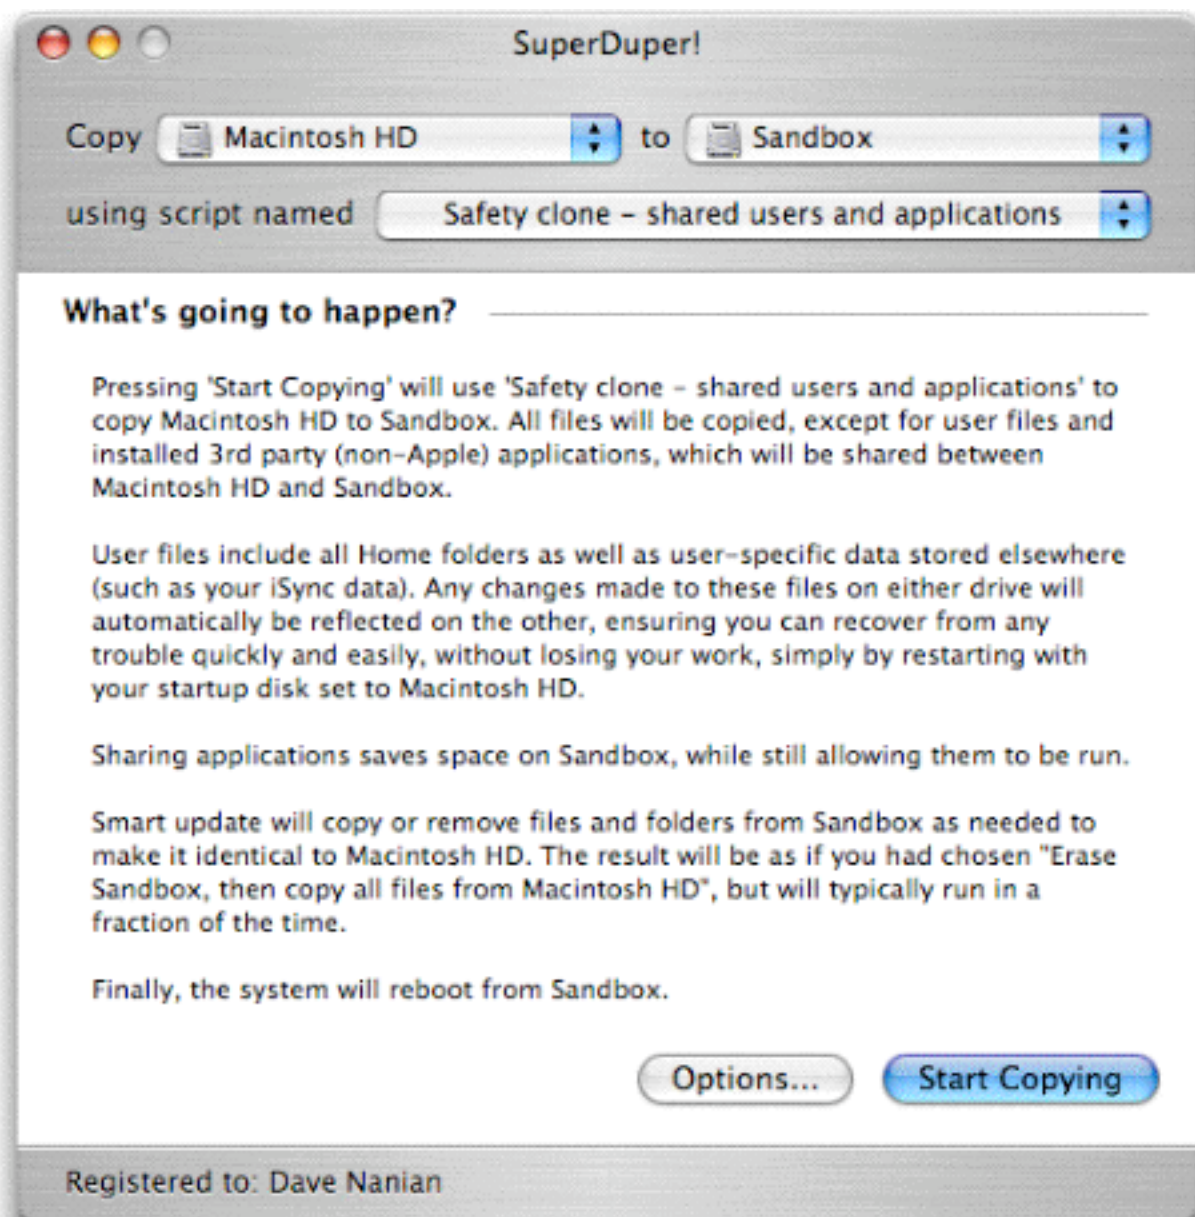 SuperDuper!
Copy Macintosh HD to Sandbox
using script named Safety clone – shared users and applications
What's going to happen?
Pressing 'Start Copying' will use 'Safety clone – shared users and applications' to
copy Macintosh HD to Sandbox. All files will be copied, except for user files and
installed 3rd party (non-Apple) applications, which will be shared between
Macintosh HD and Sandbox.
User files include all Home folders as well as user-specific data stored elsewhere
(such as your iSync data). Any changes made to these files on either drive will
automatically be reflected on the other, ensuring you can recover from any
trouble quickly and easily, without losing your work, simply by restarting with
your startup disk set to Macintosh HD.
Sharing applications saves space on Sandbox, while still allowing them to be run.
Smart update will copy or remove files and folders from Sandbox as needed to
make it identical to Macintosh HD. The result will be as if you had chosen "Erase
Sandbox, then copy all files from Macintosh HD", but will typically run in a
fraction of the time.
Finally, the system will reboot from Sandbox.
Options... Start Copying
Registered to: Dave Nanian